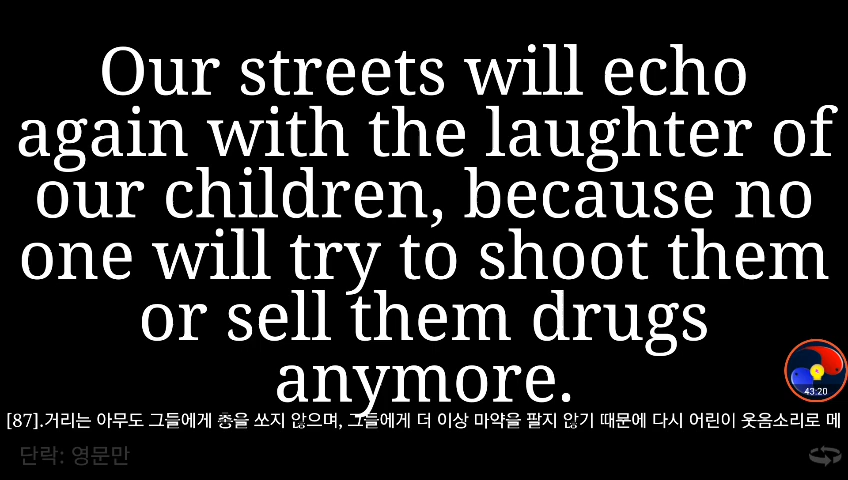 Our streets will echo
again with the laughter of
our children, because no
one will try to shoot them
or sell them drugs
anymore.
43:20
[87].거리는 아무도 그들에게 총을 쏘지 않으며, 그들에게 더 이상 마약을 팔지 않기 때문에 다시 어린이 웃음소리로 메
단락: 영문만